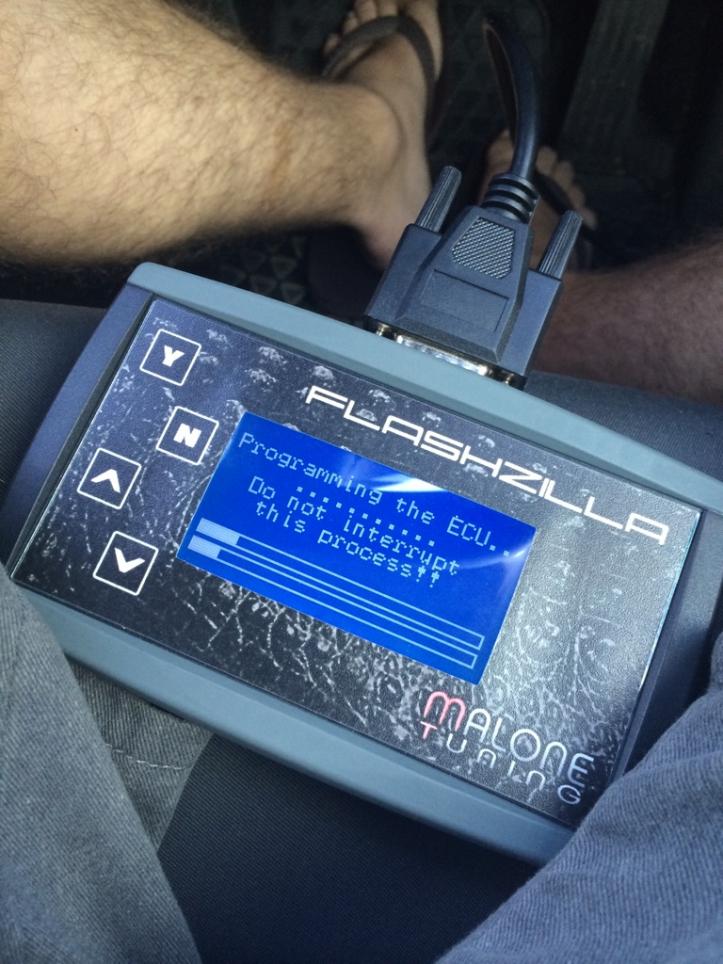 FLASHZILLA
Y
N
Programming the ECU..
Do not interrupt
this process!!
MALONE
TUNING